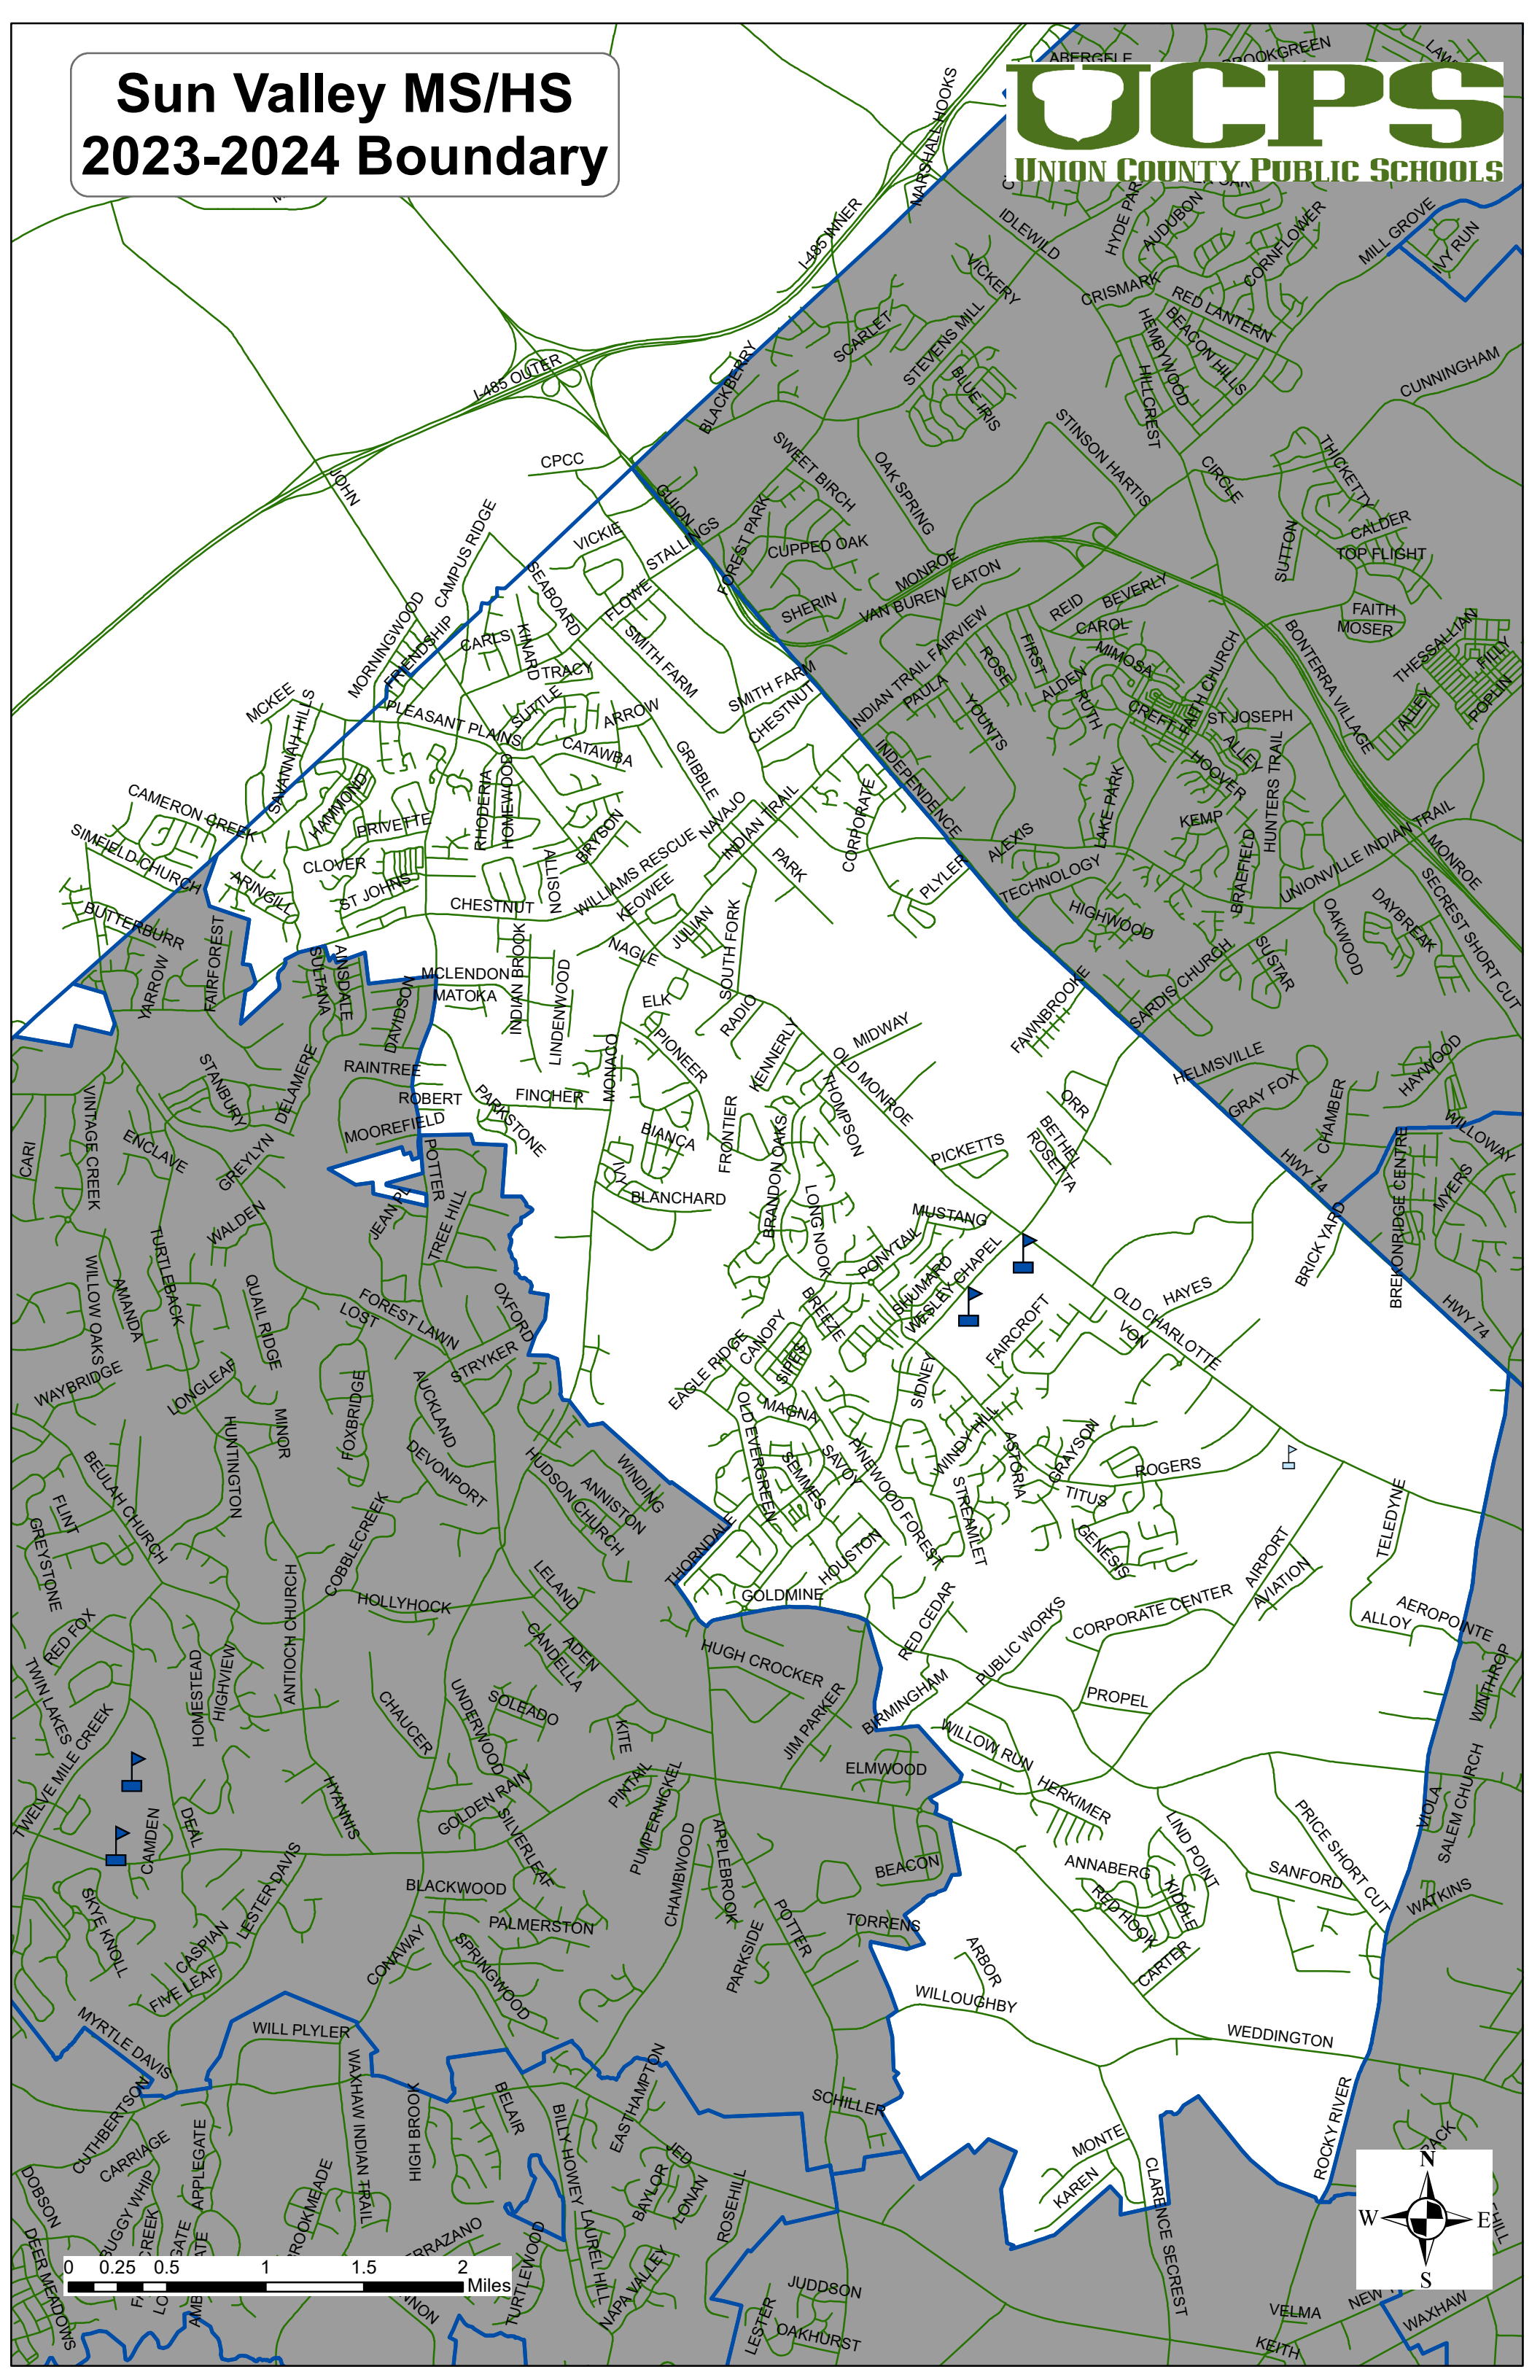 Sun Valley MS/HS
2023-2024 Boundary
UCPS
UNION COUNTY PUBLIC SCHOOLS
ABERGELE
MARSHALL HOOKS
I-485 INNER
IDLEWILD
HYDE PARK
AUDUBON
CORNFLOWER
MILL GROVE
IVY RUN
VICKERY
CRISMARK
RED LANTERN
STEVENS MILL
SCARLET
HEMBYWOOD
BEACON HILLS
I-485 OUTER
BLACKBERRY
BLUE IRIS
HILLCREST
CUNNINGHAM
JOHN
CPCC
SWEET BIRCH
OAK SPRING
STINSON HARTIS
CIRCLE
THICKETTY
CAMPUS RIDGE
VICKIE
GUION
STALLINGS
FOREST PARK
CUPPED OAK
SUTTON
CALDER
TOP FLIGHT
MORNINGWOOD
SEABOARD
FLOWE
SHERIN
MONROE
VAN BUREN
EATON
REID
BEVERLY
FAITH
MOSER
FRIENDSHIP
CARLS
KINARD
SMITH FARM
TRACY
SMITH FARM
CHESTNUT
INDIAN TRAIL FAIRVIEW
PAULA
ROSE
FIRST
CAROL
MIMOSA
ALDEN
RUTH
CREFT
FAITH CHURCH
ST JOSEPH
BONTERRA VILLAGE
THESSALLIAN
FILLY
POPLIN
ALLEY
MCKEE
SAVANNAH HILLS
PLEASANT PLAINS
SUTTLE
ARROW
CATAWBA
GRIBBLE
YOUNTS
ALLEY
HOOVER
HUNTERS TRAIL
CAMERON CREEK
HAMMOND
RHODERIA
HOMEWOOD
NAVAJO
INDIAN TRAIL
CORPORATE
INDEPENDENCE
LAKE PARK
KEMP
SIMFIELD CHURCH
PRIVETTE
BRYSON
PARK
ALEXIS
UNIONVILLE INDIAN TRAIL
MONROE
ARINGILL
CLOVER
ST JOHNS
CHESTNUT
ALLISON
WILLIAMS RESCUE
KEOWEE
PLYLER
TECHNOLOGY
HIGHWOOD
BRAEFIELD
SECREST SHORT CUT
BUTTERBURR
FAIRFOREST
YARROW
SULTANA
AINSDALE
DAVIDSON
MCLENDON
MATOKA
INDIAN BROOK
LINDENWOOD
NAGLE
JULIAN
SOUTH FORK
ELK
RADIO
FAWNBROOKE
SARDIS CHURCH
SUSTAR
OAKWOOD
DAYBREAK
STANBURY
DELAMERE
RAINTREE
ROBERT
MOOREFIELD
PARKSTONE
FINCHER
MONACO
PIONEER
KENNERLY
MIDWAY
OLD MONROE
THOMPSON
ORR
HELMSVILLE
GRAY FOX
CHAMBER
HAYWOOD
WILLOWAY
CARI
VINTAGE CREEK
ENCLAVE
GREYLYN
POTTER
IVY
BIANCA
FRONTIER
BLANCHARD
BRANDON OAKS
LONG NOOK
PICKETTS
BETHEL
ROSETTA
HWY 74
BREKONRIDGE CENTRE
MYERS
WALDEN
JEAN PL
TREE HILL
MUSTANG
PONYTAIL
SHUMARD
WESLEY CHAPEL
BRICK YARD
WILLOW OAKS
AMANDA
TURTLEBACK
QUAIL RIDGE
LOST
FOREST LAWN
OXFORD
STRYKER
BREEZE
CANOPY
EAGLE RIDGE
SIPES
FAIRCROFT
OLD CHARLOTTE
VON
HAYES
HWY 74
WAYBRIDGE
LONGLEAF
HUNTINGTON
MINOR
FOXBRIDGE
AUCKLAND
DEVONPORT
OLD EVERGREEN
MAGNA
SIDNEY
WINDY HILL
ASTORIA
GRAYSON
ROGERS
TITUS
BEULAH CHURCH
FLINT
GREYSTONE
HUDSON CHURCH
ANNISTON
WINDING
THORNDALE
SEMMES
SAVOY
PINEWOOD FOREST
STREAMLET
GENESIS
HOUSTON
GOLDMINE
TELEDYNE
AIRPORT
AVIATION
COBBLECREEK
HOLLYHOCK
ANTIOCH CHURCH
LELAND
ADEN
CANDELLA
HUGH CROCKER
RED CEDAR
PUBLIC WORKS
CORPORATE CENTER
ALLOY
AEROPOINTE
WINTHROP
RED FOX
TWIN LAKES
TWELVE MILE CREEK
HOMESTEAD
HIGHVIEW
CHAUCER
UNDERWOOD
SOLEADO
KITE
JIM PARKER
BIRMINGHAM
PROPEL
WILLOW RUN
HYANNIS
GOLDEN RAIN
PINTAIL
PUMPERNICKEL
ELMWOOD
HERKIMER
PRICE SHORT CUT
VIOLA
SALEM CHURCH
CAMDEN
DEAL
SILVERLEAF
CHAMBWOOD
APPLEBROOK
BEACON
LIND POINT
ANNABERG
KIDDLE
RED HOOK
SANFORD
WATKINS
SKYE KNOLL
CASPIAN
LESTER DAVIS
FIVE LEAF
BLACKWOOD
PALMERSTON
CONAWAY
SPRINGWOOD
PARKSIDE
POTTER
TORRENS
ARBOR
CARTER
WILLOUGHBY
MYRTLE DAVIS
WILL PLYLER
WEDDINGTON
CUTHBERTSON
WAXHAW INDIAN TRAIL
HIGH BROOK
BELAIR
BILLY HOWEY
EASTHAMPTON
SCHILLER
ROCKY RIVER
CARRIAGE
APPLEGATE
BUGGY WHIP
DOBSON
DEER MEADOWS
JED
BAYLOR
LONAN
ROSEHILL
MONTE
KAREN
CLARENCE SECREST
TURTLEWOOD
LAUREL HILL
NAPA VALLEY
JUDDSON
LESTER
OAKHURST
VELMA
KEITH
WAXHAW
N
W
E
S
0 0.25 0.5 1 1.5 2
Miles